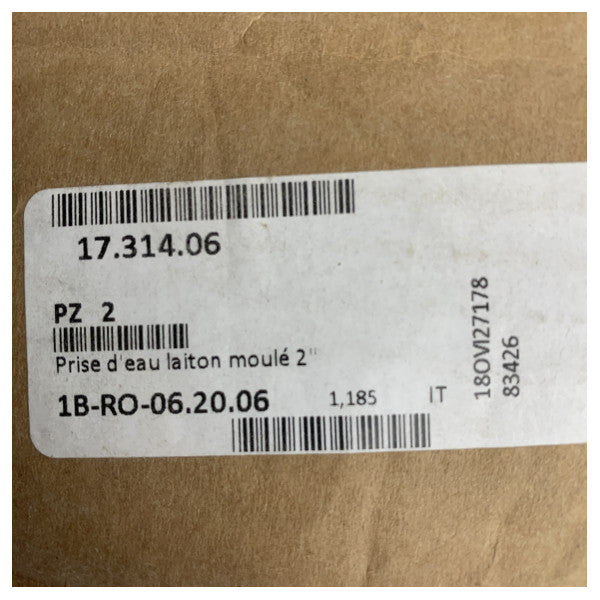 17.314.06
PZ 2
Prise d'eau laiton moulé 2"
1B-RO-06.20.06 1,185 IT
18OVI27178
83426